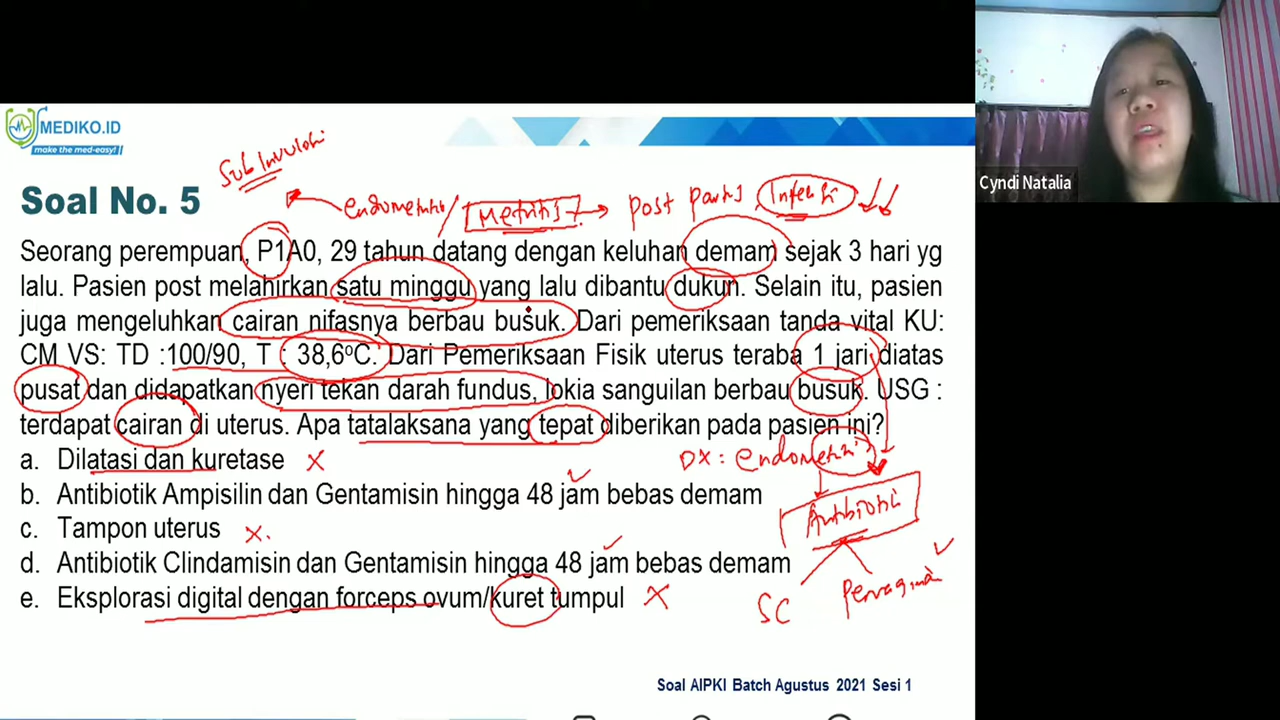 MEDIKO.ID
make the med-easy!
Cyndi Natalia
Sub Involusi
Soal No. 5
endometritis/ Metritis → post partus Infeksi
Seorang perempuan, P1A0, 29 tahun datang dengan keluhan demam sejak 3 hari yg
lalu. Pasien post melahirkan satu minggu yang lalu dibantu dukun. Selain itu, pasien
juga mengeluhkan cairan nifasnya berbau busuk. Dari pemeriksaan tanda vital KU:
CM VS: TD :100/90, T : 38,6ºC. Dari Pemeriksaan Fisik uterus teraba 1 jari diatas
pusat dan didapatkan nyeri tekan darah fundus, lokia sanguilan berbau busuk. USG :
terdapat cairan di uterus. Apa tatalaksana yang tepat diberikan pada pasien ini?
DX: endometritis
a. Dilatasi dan kuretase X
b. Antibiotik Ampisilin dan Gentamisin hingga 48 jam bebas demam
Antibiotik
c. Tampon uterus X
d. Antibiotik Clindamisin dan Gentamisin hingga 48 jam bebas demam
e. Eksplorasi digital dengan forceps ovum/kuret tumpul X
SC
Pervaginam
Soal AIPKI Batch Agustus 2021 Sesi 1